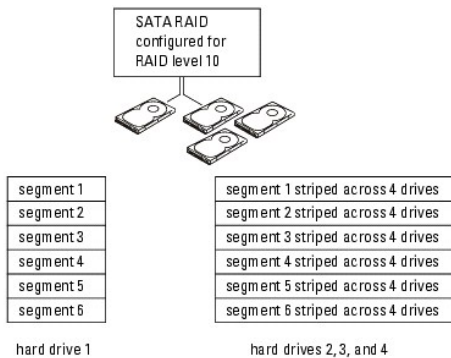 SATA RAID
configured for
RAID level 10
segment 1
segment 2
segment 3
segment 4
segment 5
segment 6
hard drive 1
segment 1 striped across 4 drives
segment 2 striped across 4 drives
segment 3 striped across 4 drives
segment 4 striped across 4 drives
segment 5 striped across 4 drives
segment 6 striped across 4 drives
hard drives 2, 3, and 4